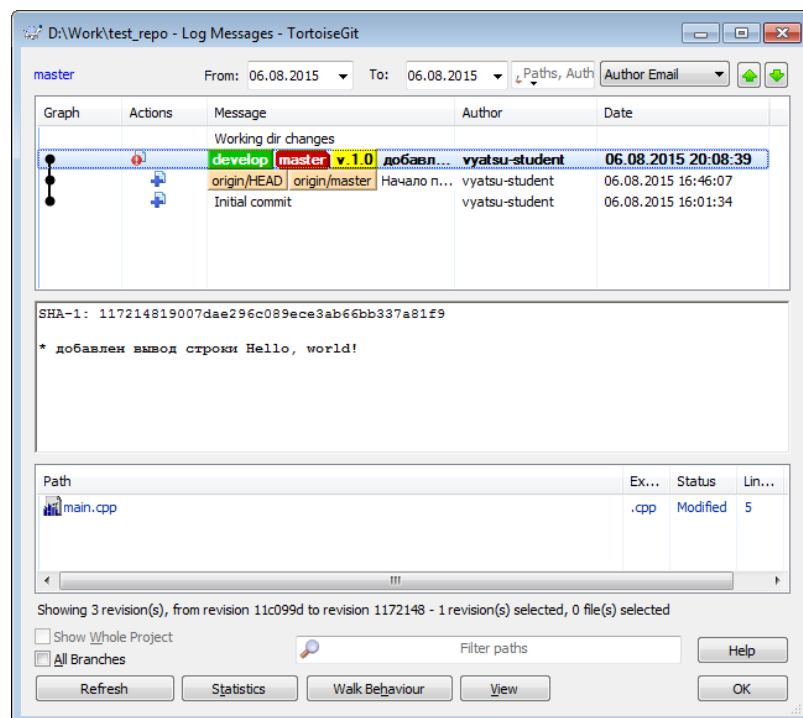 D:\Work\test_repo - Log Messages - TortoiseGit
master From: 06.08.2015 To: 06.08.2015 Paths, Auth Author Email
Graph Actions Message Author Date
Working dir changes
develop master v.1.0 добавл... vyatsu-student 06.08.2015 20:08:39
origin/HEAD origin/master Начало п... vyatsu-student 06.08.2015 16:46:07
Initial commit vyatsu-student 06.08.2015 16:01:34
SHA-1: 117214819007dae296c089ece3ab66bb337a81f9
* добавлен вывод строки Hello, world!
Path Ex... Status Lin...
main.cpp .cpp Modified 5
Showing 3 revision(s), from revision 11c099d to revision 1172148 - 1 revision(s) selected, 0 file(s) selected
Show Whole Project
Filter paths Help
All Branches
Refresh Statistics Walk Behaviour View OK